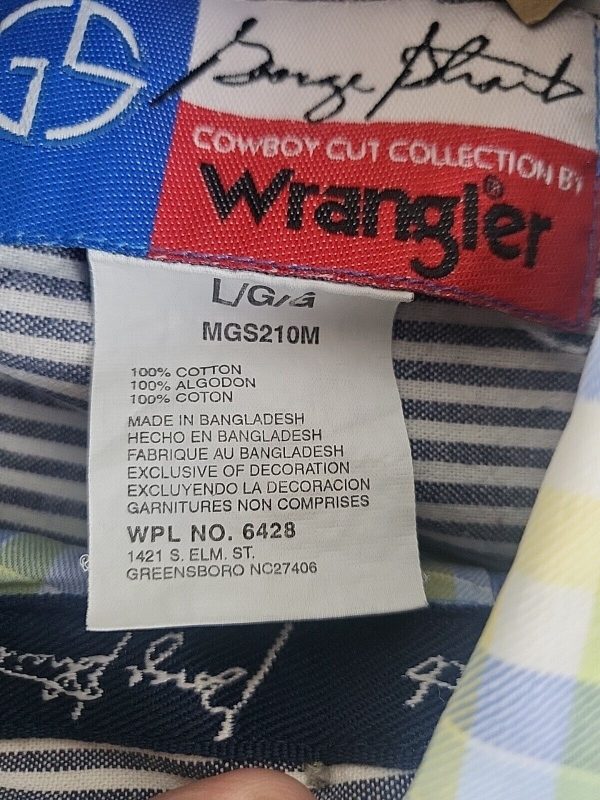 GS George Strait
COWBOY CUT COLLECTION BY
Wrangler®
L/G/G
MGS210M
100% COTTON
100% ALGODON
100% COTON
MADE IN BANGLADESH
HECHO EN BANGLADESH
FABRIQUE AU BANGLADESH
EXCLUSIVE OF DECORATION
EXCLUYENDO LA DECORACION
GARNITURES NON COMPRISES
WPL NO. 6428
1421 S. ELM. ST.
GREENSBORO NC27406